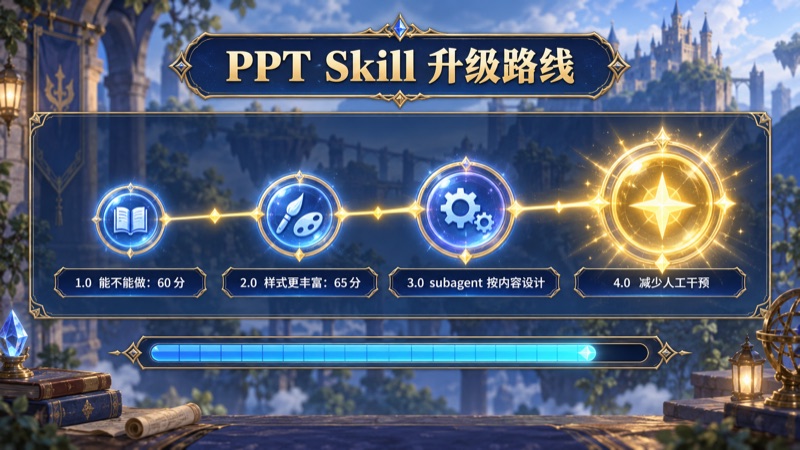 PPT Skill 升级路线
1.0 能不能做：60 分
2.0 样式更丰富：65 分
3.0 subagent 按内容设计
4.0 减少人工干预